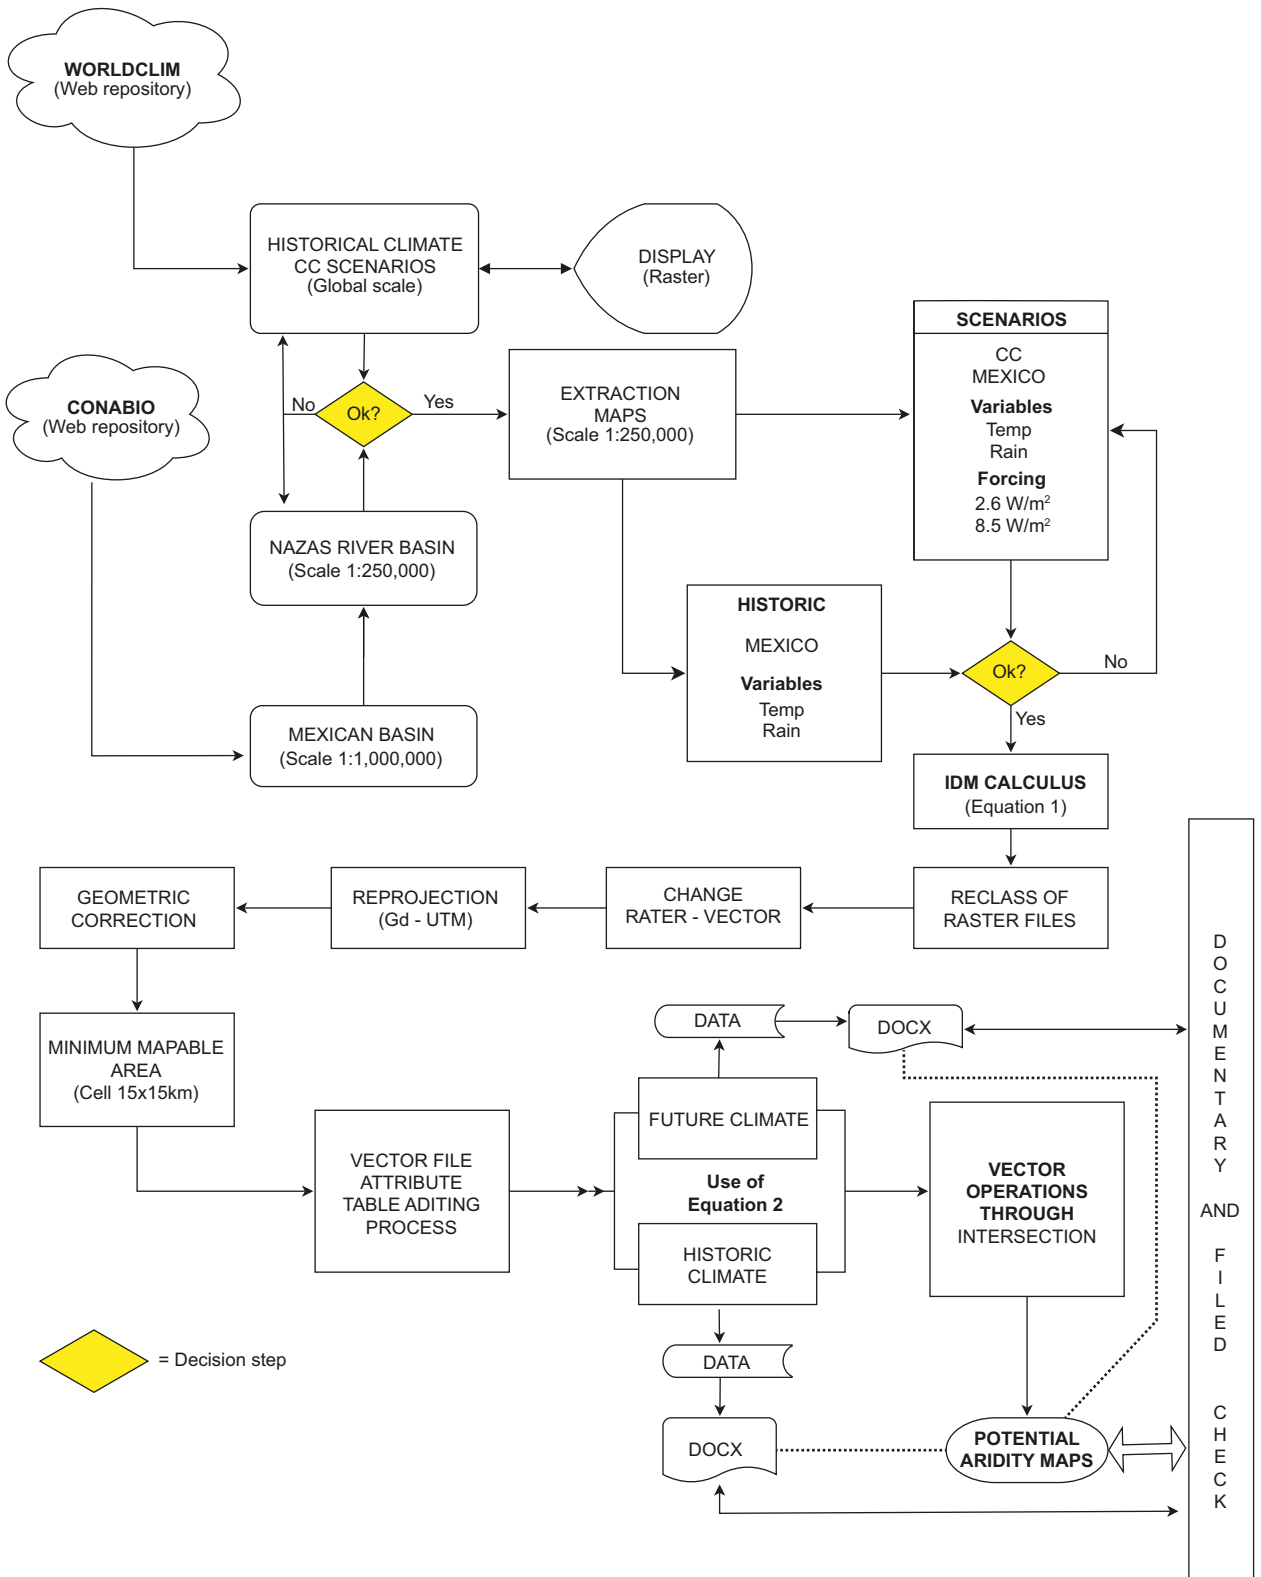 WORLDCLIM
(Web repository)
HISTORICAL CLIMATE
CC SCENARIOS
(Global scale)
DISPLAY
(Raster)
SCENARIOS
CC
MEXICO
Variables
Temp
Rain
Forcing
2.6 W/m²
8.5 W/m²
CONABIO
(Web repository)
No
Ok?
Yes
EXTRACTION
MAPS
(Scale 1:250,000)
NAZAS RIVER BASIN
(Scale 1:250,000)
HISTORIC
MEXICO
Variables
Temp
Rain
Ok?
No
Yes
MEXICAN BASIN
(Scale 1:1,000,000)
IDM CALCULUS
(Equation 1)
GEOMETRIC
CORRECTION
REPROJECTION
(Gd - UTM)
CHANGE
RATER - VECTOR
RECLASS OF
RASTER FILES
MINIMUM MAPABLE
AREA
(Cell 15x15km)
DATA
DOCX
VECTOR FILE
ATTRIBUTE
TABLE ADITING
PROCESS
FUTURE CLIMATE
Use of
Equation 2
HISTORIC
CLIMATE
VECTOR
OPERATIONS
THROUGH
INTERSECTION
= Decision step
DATA
DOCX
POTENTIAL
ARIDITY MAPS
DOCUMENTARY
AND
FILED
CHECK